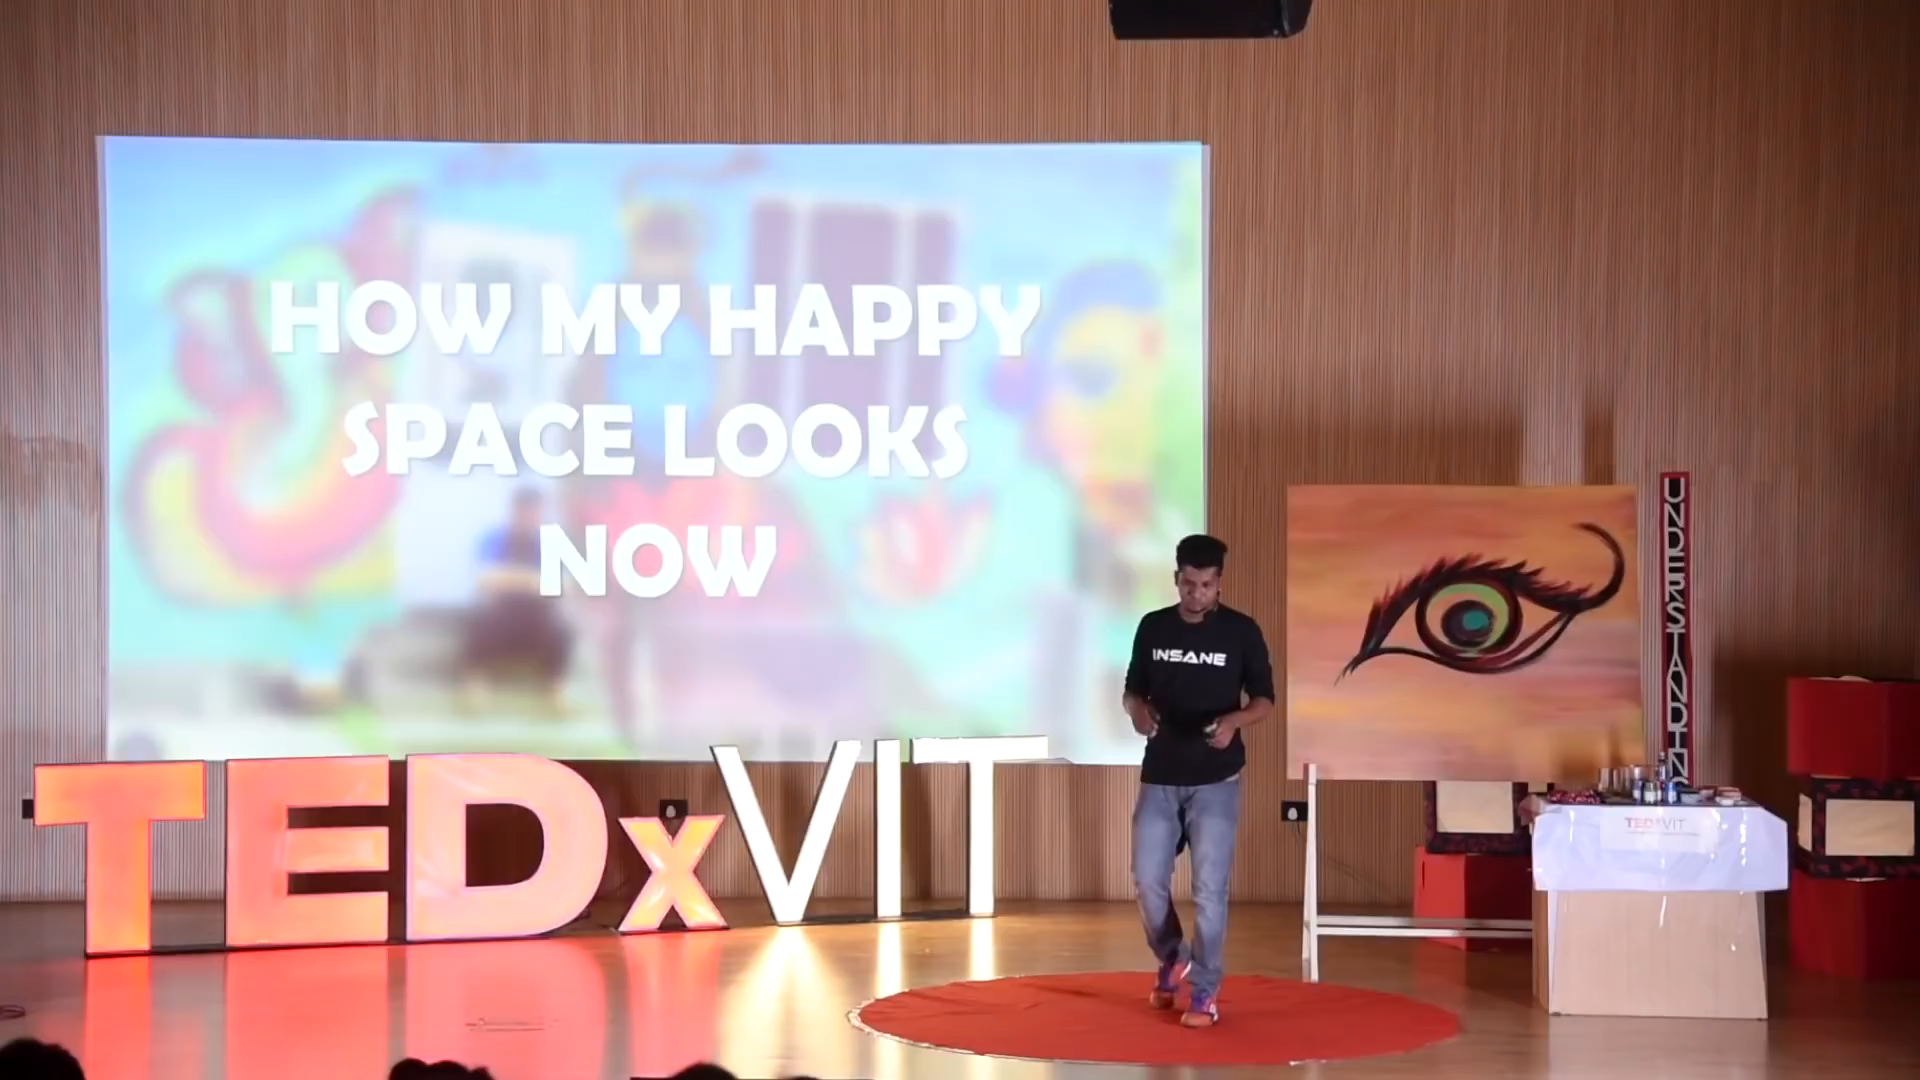 HOW MY HAPPY
SPACE LOOKS
NOW
INSANE
UNDERSTANDING
TEDxVIT
TEDxVIT